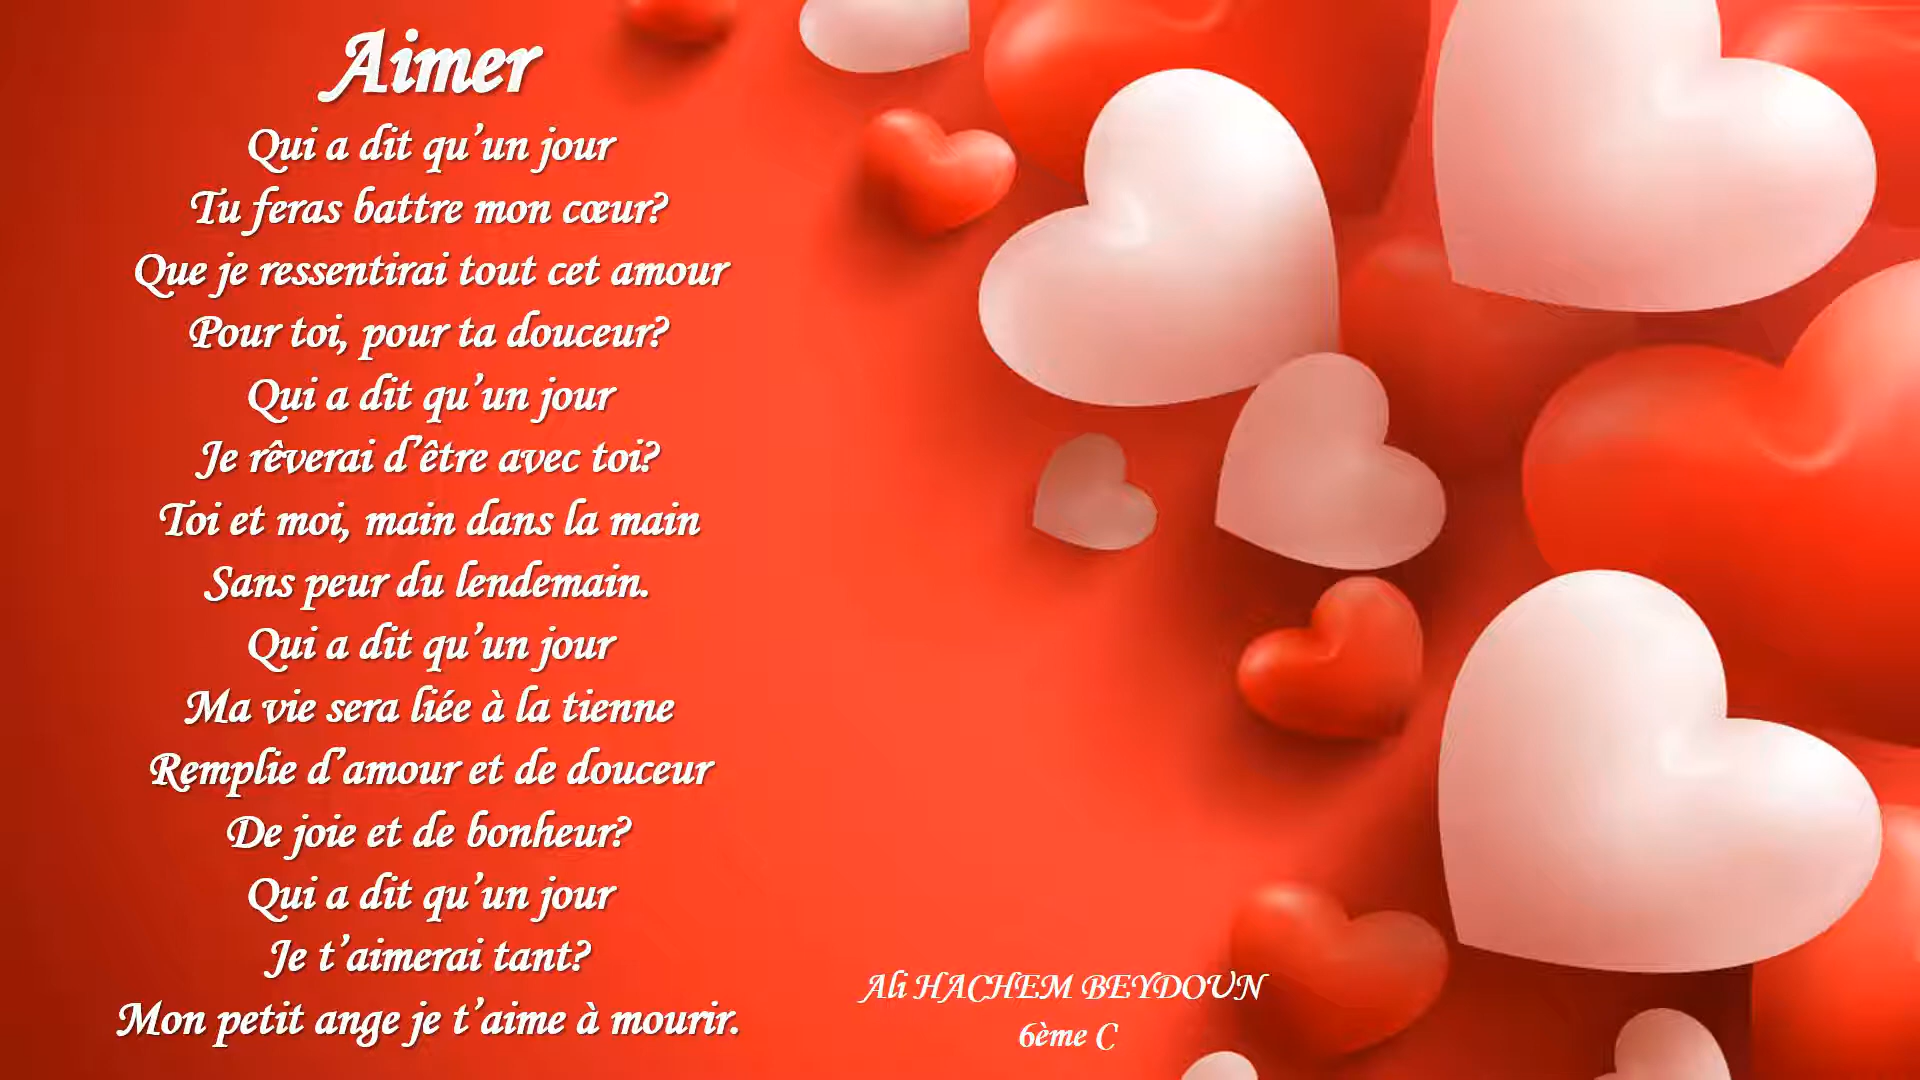 Aimer
Qui a dit qu’un jour
Tu feras battre mon cœur?
Que je ressentirai tout cet amour
Pour toi, pour ta douceur?
Qui a dit qu’un jour
Je rêverai d’être avec toi?
Toi et moi, main dans la main
Sans peur du lendemain.
Qui a dit qu’un jour
Ma vie sera liée à la tienne
Remplie d’amour et de douceur
De joie et de bonheur?
Qui a dit qu’un jour
Je t’aimerai tant?
Mon petit ange je t’aime à mourir.
Ali HACHEM BEYDOUN
6ème C